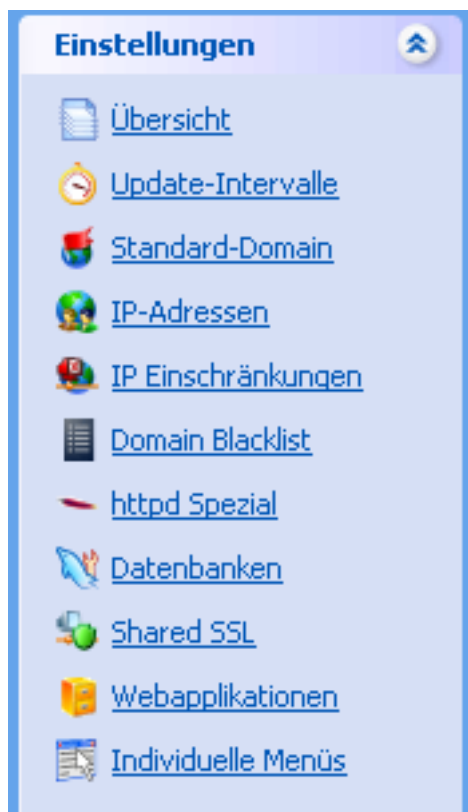 Einstellungen
Übersicht
Update-Intervalle
Standard-Domain
IP-Adressen
IP Einschränkungen
Domain Blacklist
httpd Spezial
Datenbanken
Shared SSL
Webapplikationen
Individuelle Menüs